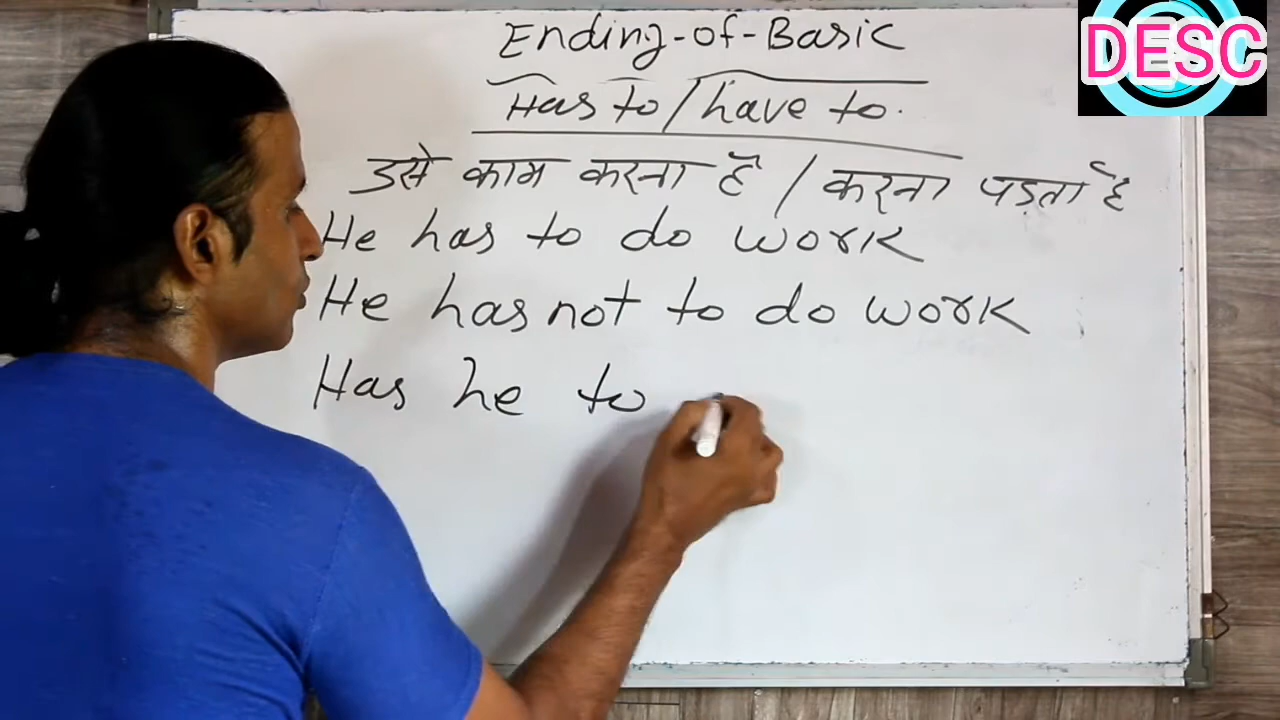 Ending-of-Basic
DESC
Has to / have to.
उसे काम करना है / करना पड़ता है
He has to do work
He has not to do work
Has he to